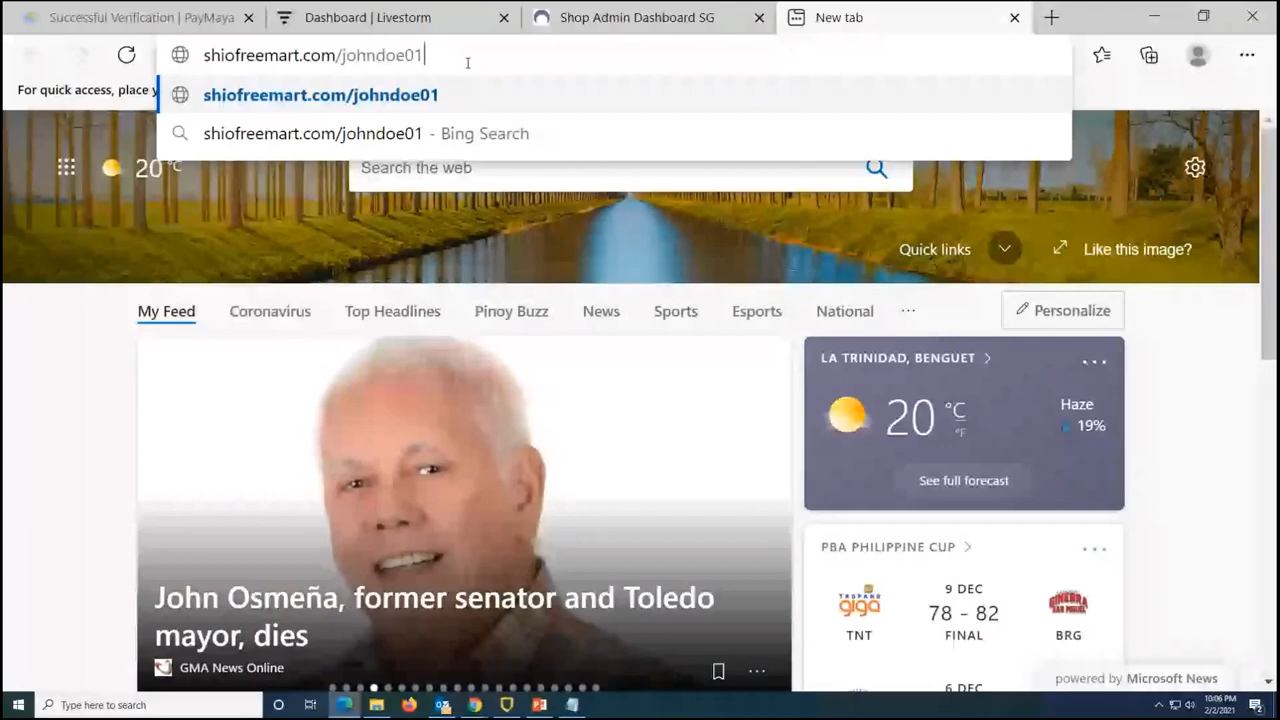 Successful Verification | PayMaya
Dashboard | Livestorm
Shop Admin Dashboard SG
New tab
shiofreemart.com/johndoe01
For quick access, place y
shiofreemart.com/johndoe01
shiofreemart.com/johndoe01 - Bing Search
20 °C
Search the web
Quick links
Like this image?
My Feed
Coronavirus
Top Headlines
Pinoy Buzz
News
Sports
Esports
National
Personalize
LA TRINIDAD, BENGUET
20 °C
°F
Haze
19%
See full forecast
John Osmeña, former senator and Toledo
mayor, dies
GMA News Online
PBA PHILIPPINE CUP
giga
TNT
9 DEC
78 - 82
FINAL
GINEBRA
BRG
6 DEC
powered by Microsoft News
Type here to search
10:06 PM
2/2/2021